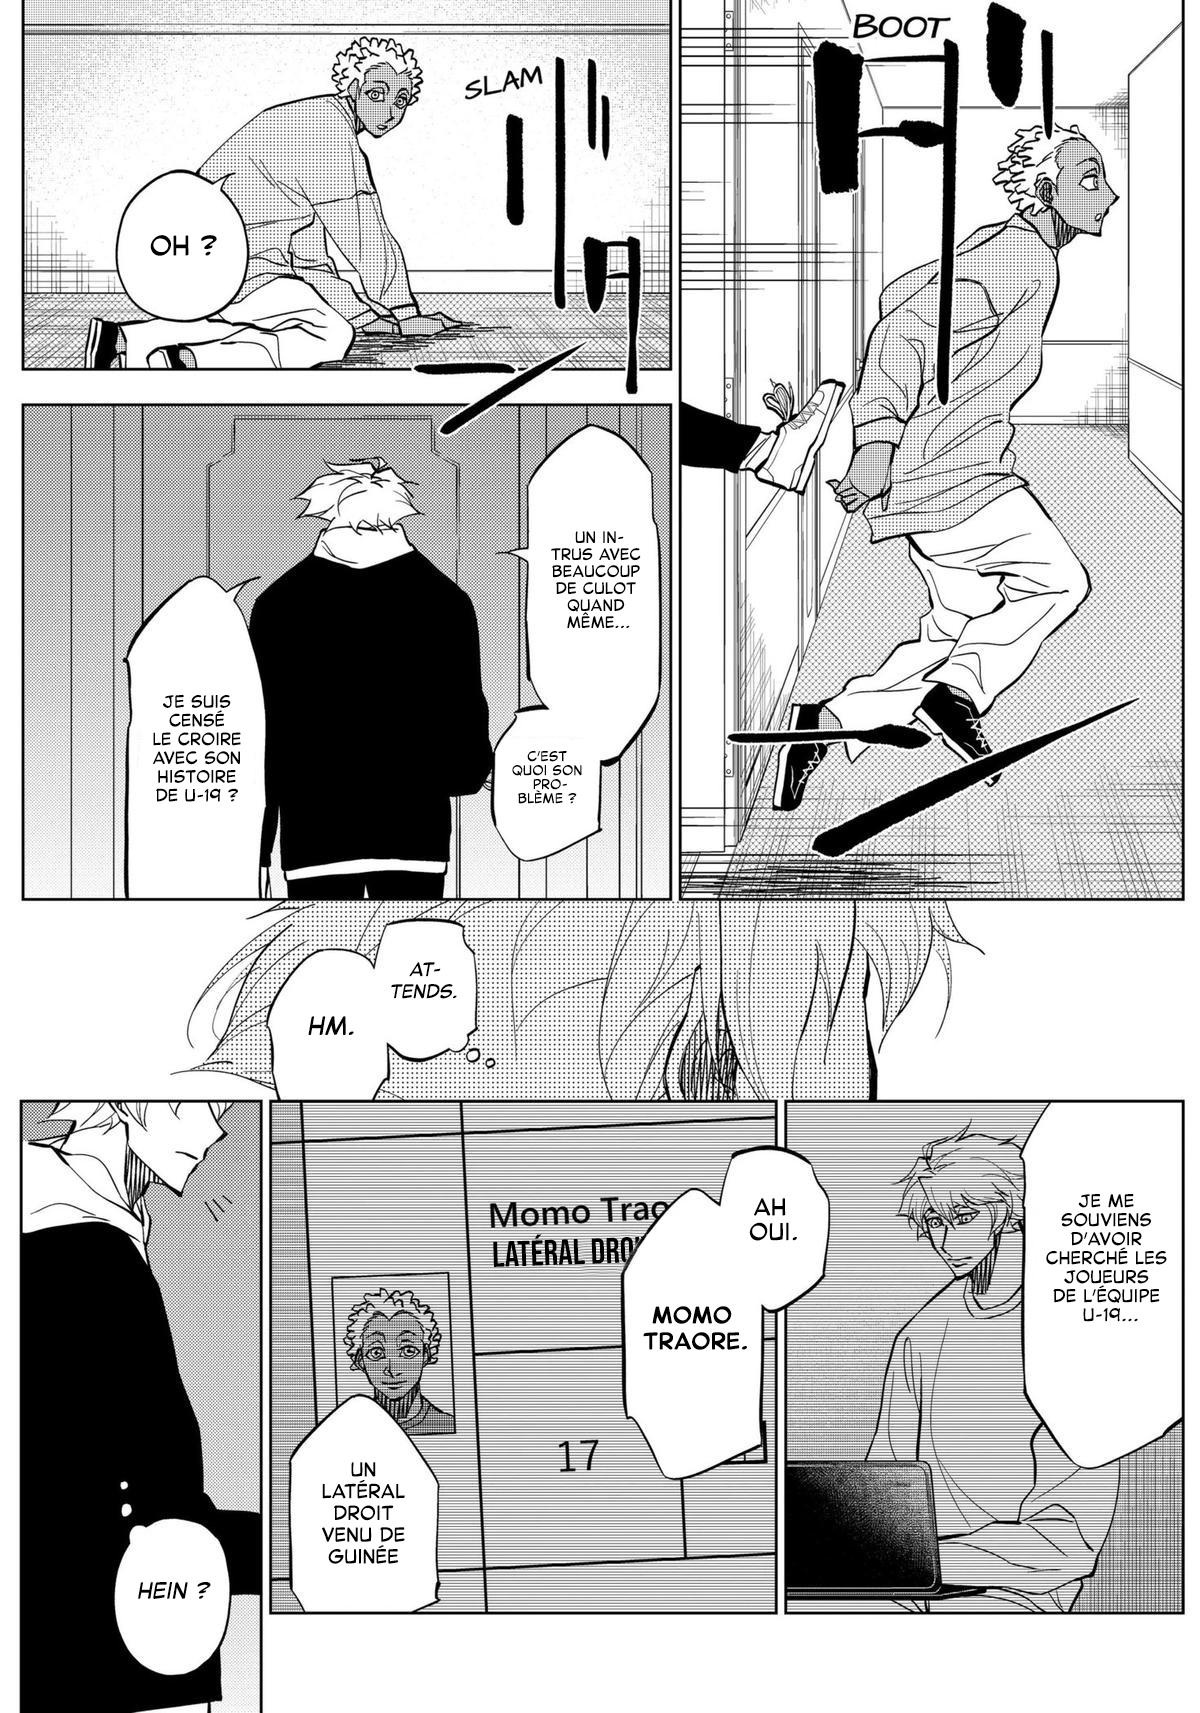 BOOT
SLAM
OH ?
UN IN-
TRUS AVEC
BEAUCOUP
DE CULOT
QUAND
MÊME...
C'EST
QUOI SON
PRO-
BLÈME ?
JE SUIS
CENSÉ
LE CROIRE
AVEC SON
HISTOIRE
DE U-19 ?
AT-
TENDS.
HM.
JE ME
SOUVIENS
D'AVOIR
CHERCHÉ LES
JOUEURS
DE L'ÉQUIPE
U-19...
AH
OUI.
MOMO
TRAORE.
Momo Trao
LATÉRAL DROI
17
UN
LATÉRAL
DROIT
VENU DE
GUINÉE
HEIN ?